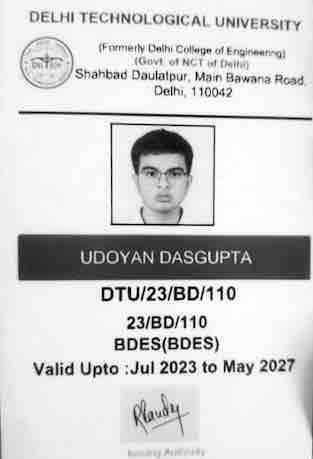 DELHI TECHNOLOGICAL UNIVERSITY
(Formerly Delhi College of Engineering)
(Govt. of NCT of Delhi)
Shahbad Daulatpur, Main Bawana Road,
Delhi, 110042
UDOYAN DASGUPTA
DTU/23/BD/110
23/BD/110
BDES(BDES)
Valid Upto :Jul 2023 to May 2027
Issuing Authority